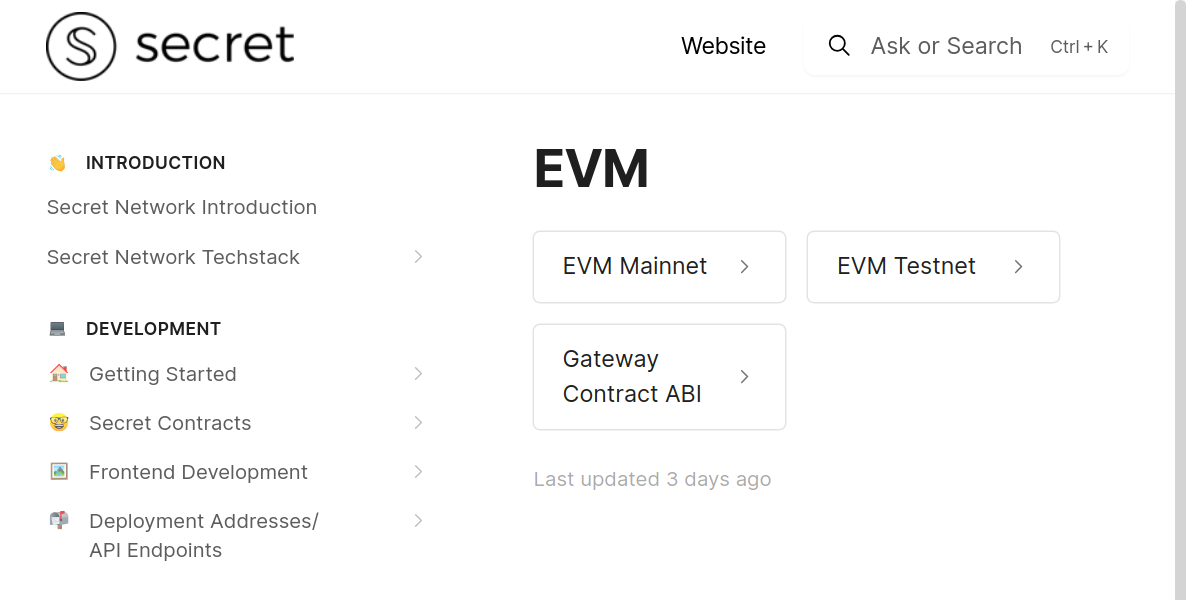 secret
Website
Ask or Search
Ctrl + K
INTRODUCTION
Secret Network Introduction
Secret Network Techstack
DEVELOPMENT
Getting Started
Secret Contracts
Frontend Development
Deployment Addresses/
API Endpoints
EVM
EVM Mainnet
EVM Testnet
Gateway
Contract ABI
Last updated 3 days ago